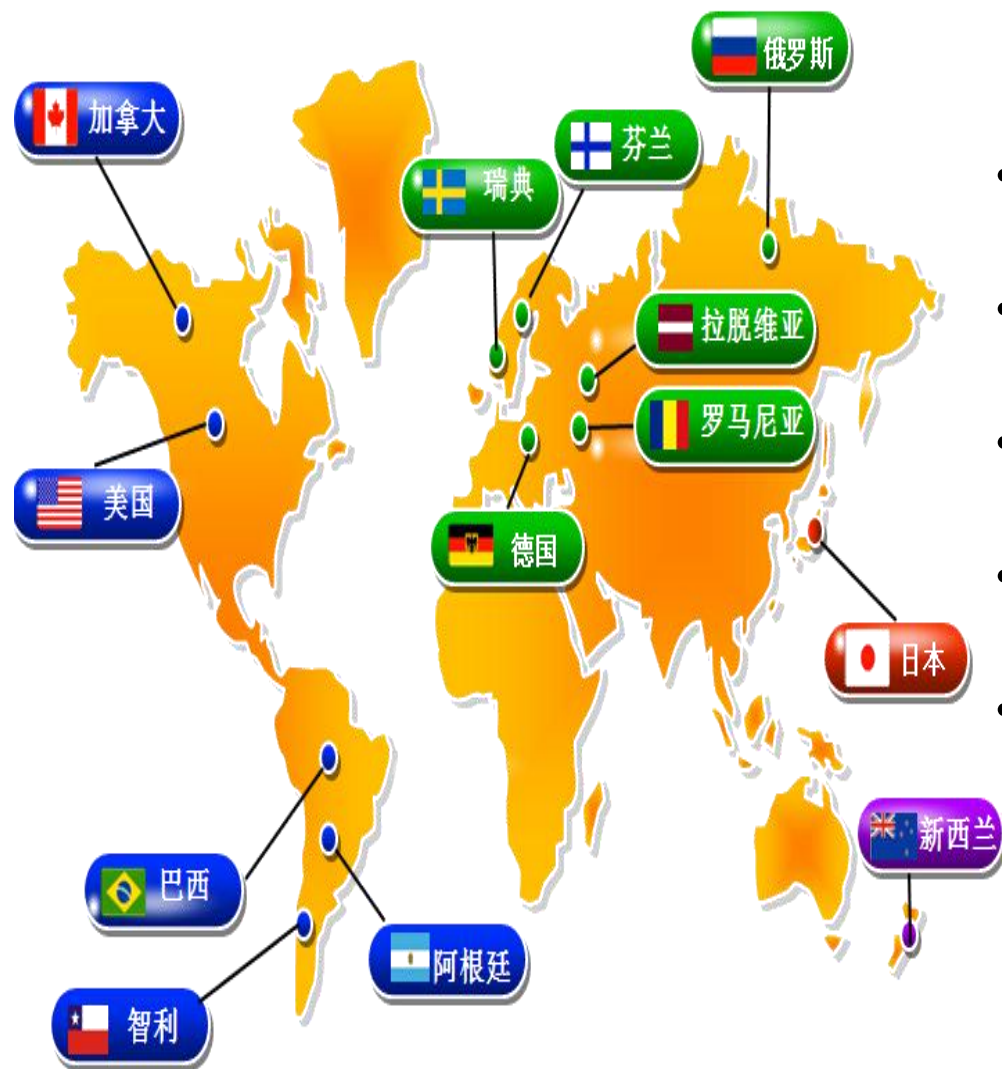 俄罗斯
加拿大
芬兰
瑞典
拉脱维亚
罗马尼亚
美国
德国
日本
新西兰
巴西
阿根廷
智利